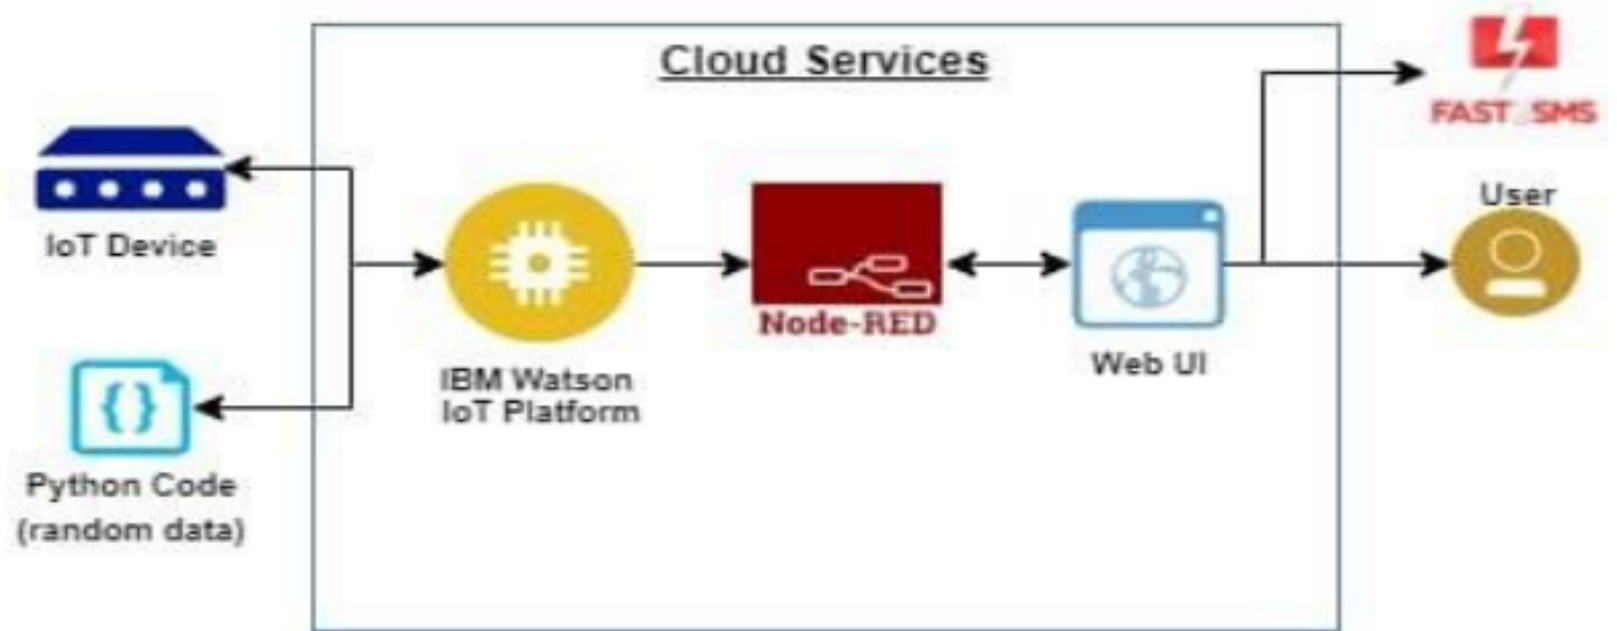 Cloud Services
FAST SMS
User
IoT Device
Node-RED
Web UI
IBM Watson
IoT Platform
Python Code
(random data)